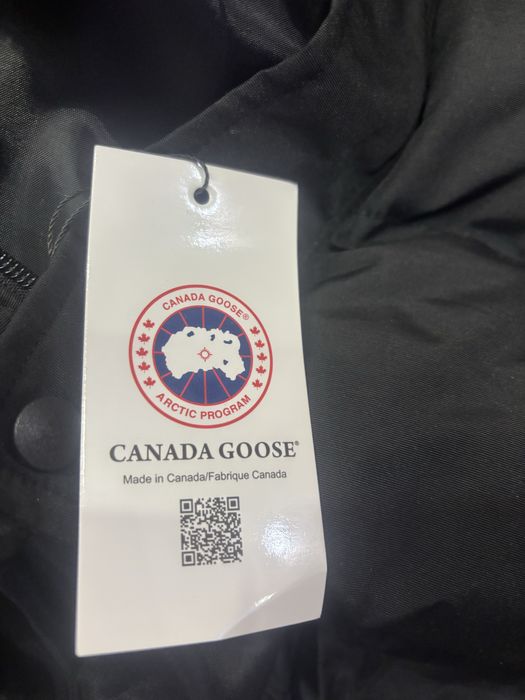 CANADA GOOSE®
ARCTIC PROGRAM
CANADA GOOSE®
Made in Canada/Fabrique Canada